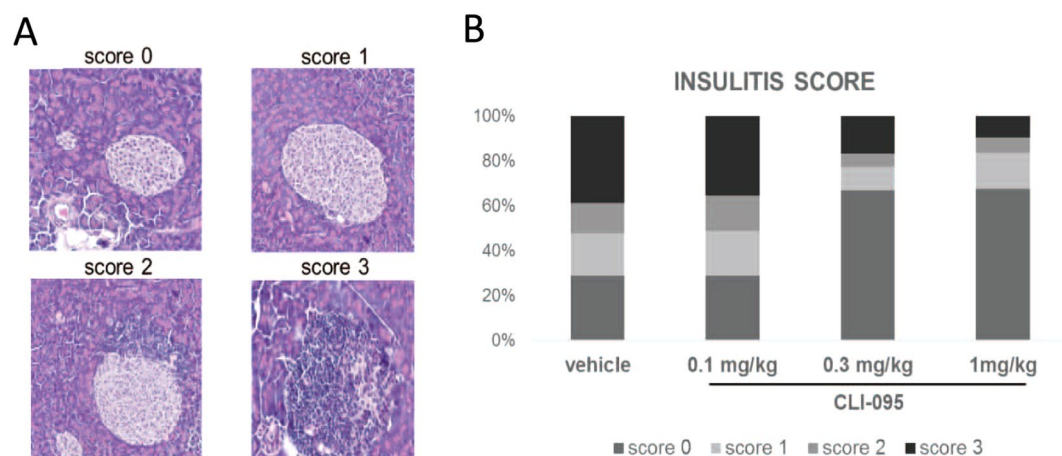 A
score 0
score 1
score 2
score 3
B
INSULITIS SCORE
100%
80%
60%
40%
20%
0%
vehicle 0.1 mg/kg 0.3 mg/kg 1mg/kg
CLI-095
score 0 score 1 score 2 score 3